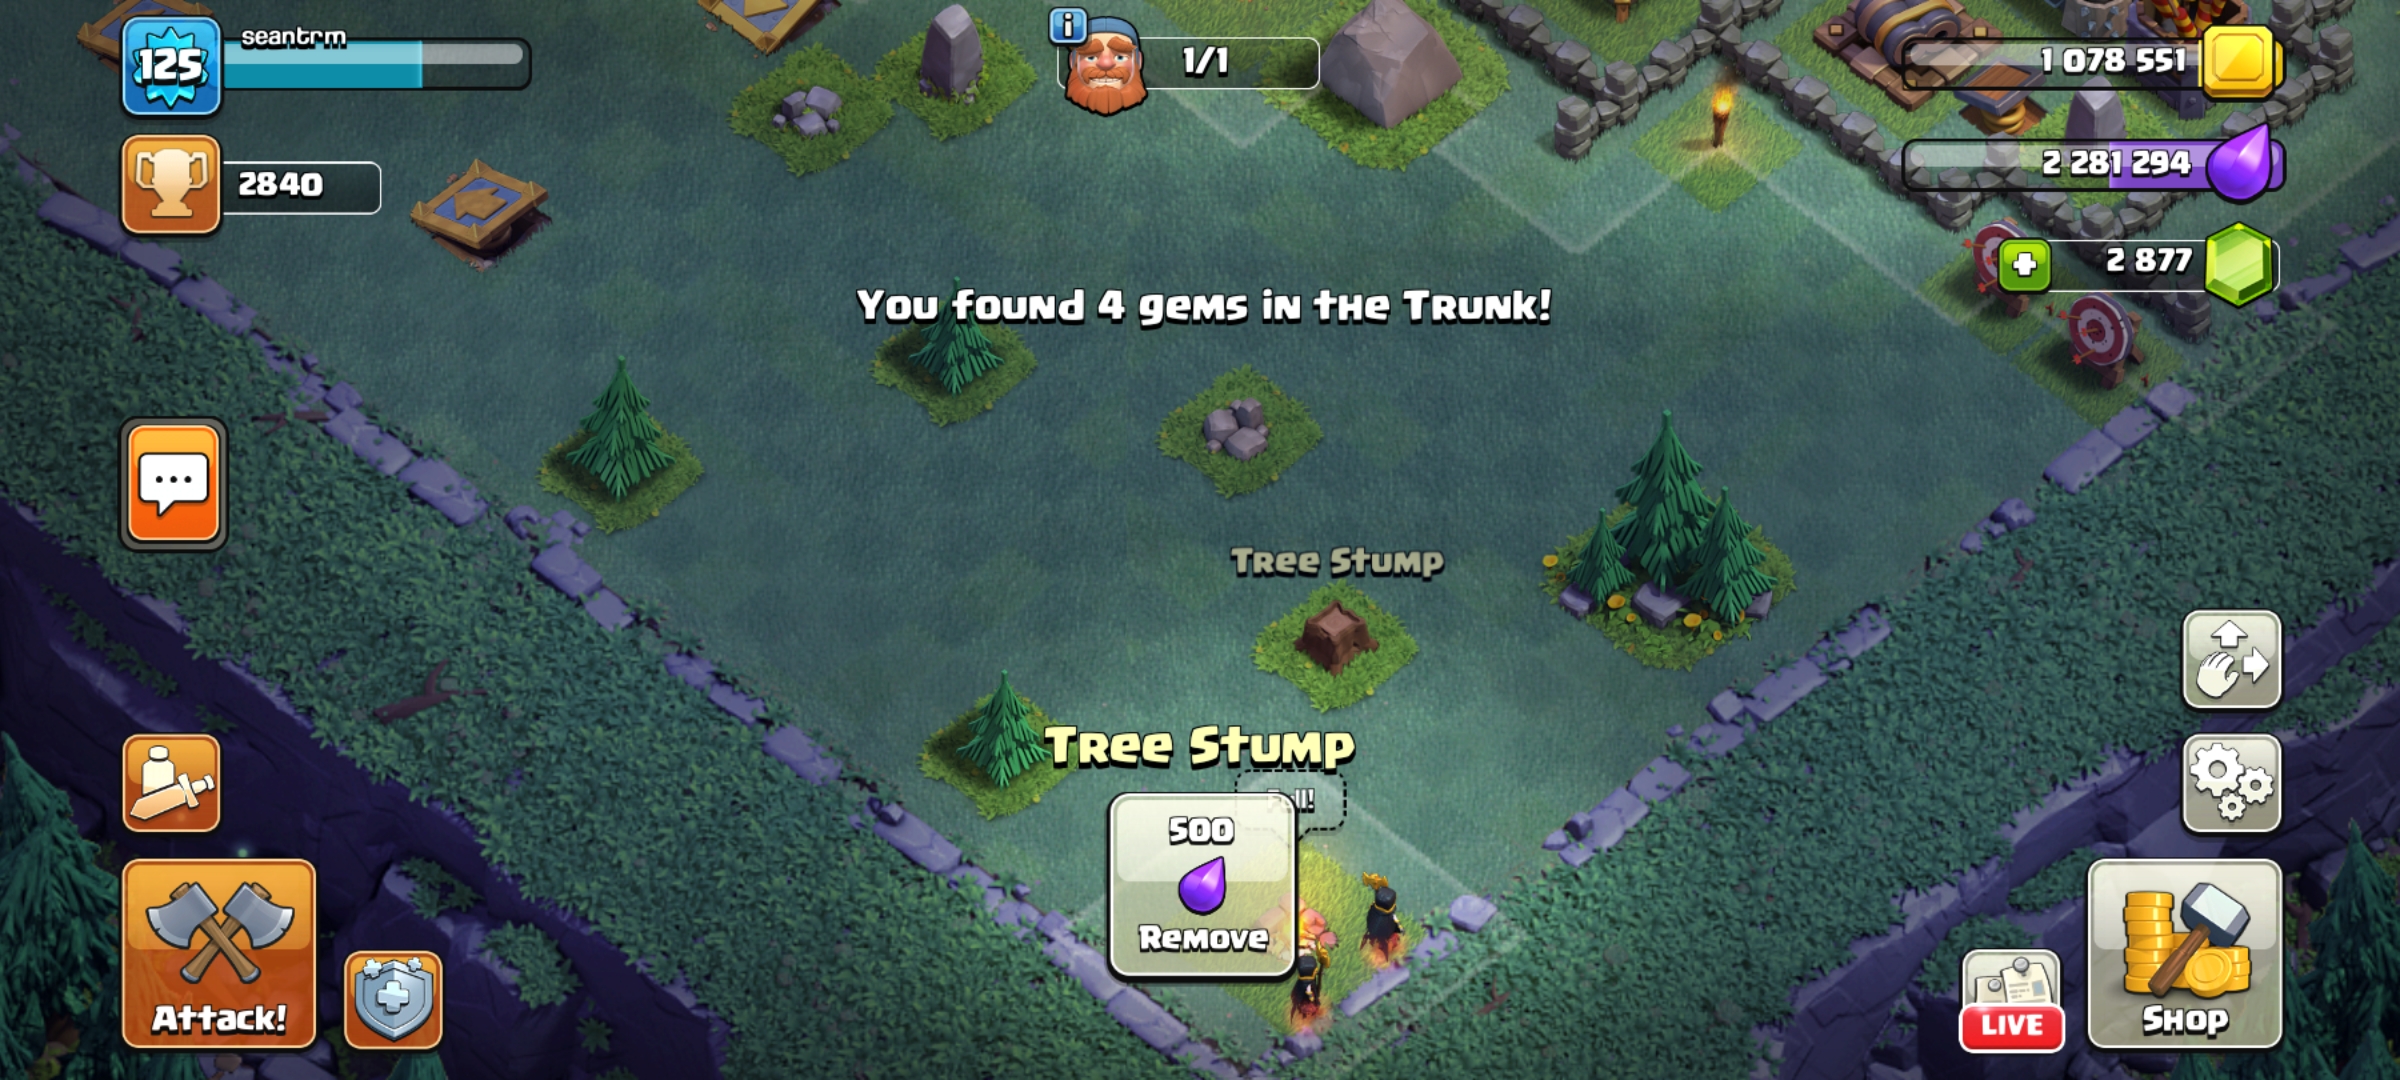 seantrm
125
i
1/1
1 078 551
2840
2 281 294
2 877
You found 4 gems in the Trunk!
Tree Stump
Tree Stump
500
Remove
Attack!
LIVE
Shop